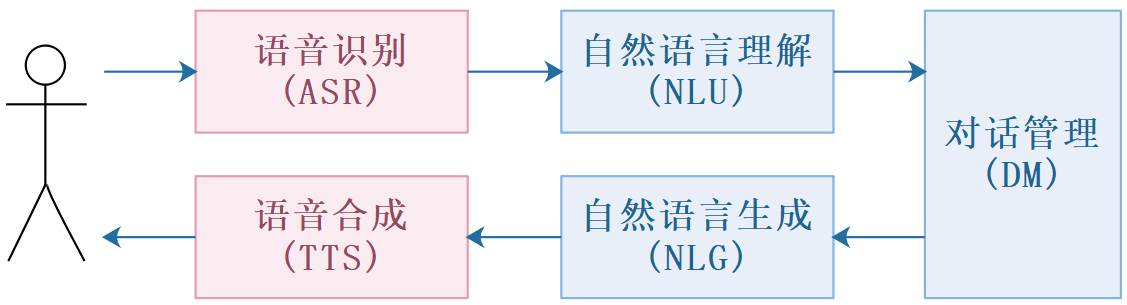 语音识别
(ASR)
自然语言理解
(NLU)
对话管理
(DM)
语音合成
(TTS)
自然语言生成
(NLG)